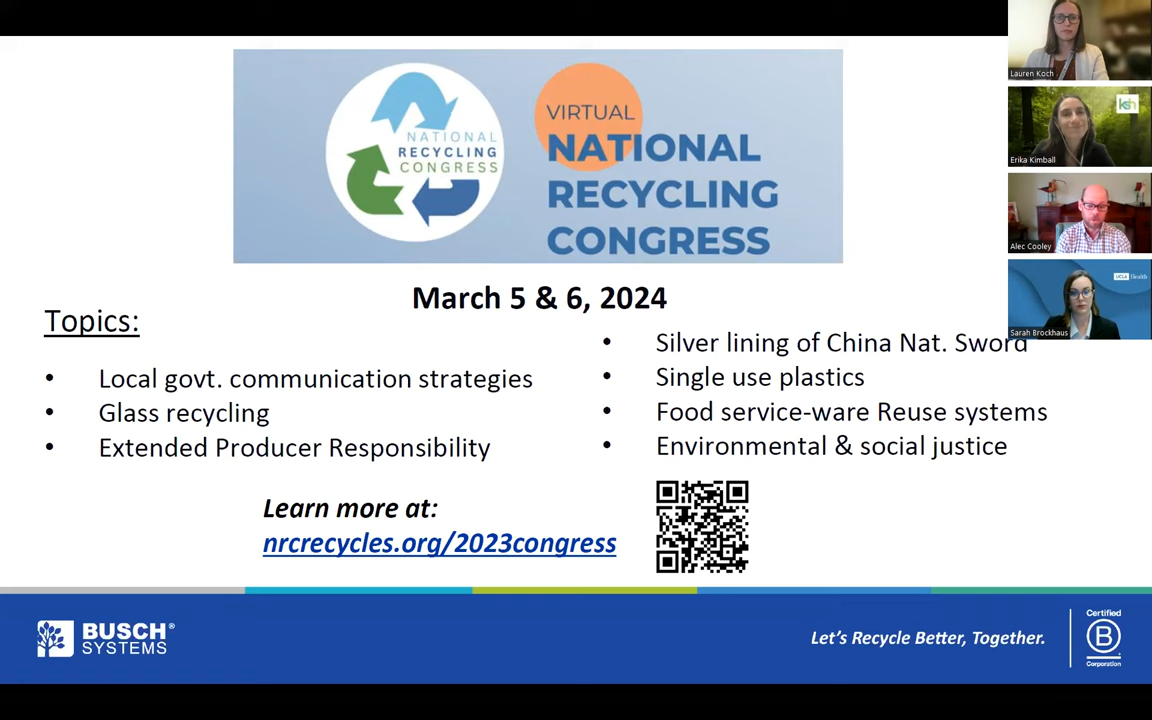 NATIONAL
RECYCLING
CONGRESS
VIRTUAL
NATIONAL
RECYCLING
CONGRESS
March 5 & 6, 2024
Topics:
• Local govt. communication strategies
• Glass recycling
• Extended Producer Responsibility
• Silver lining of China Nat. Sword
• Single use plastics
• Food service-ware Reuse systems
• Environmental & social justice
Learn more at:
nrcrecycles.org/2023congress
BUSCH®
SYSTEMS
Let's Recycle Better, Together.
Certified
B
Corporation
Lauren Koch
ksh
Erika Kimball
Alec Cooley
UCLA Health
Sarah Brockhaus